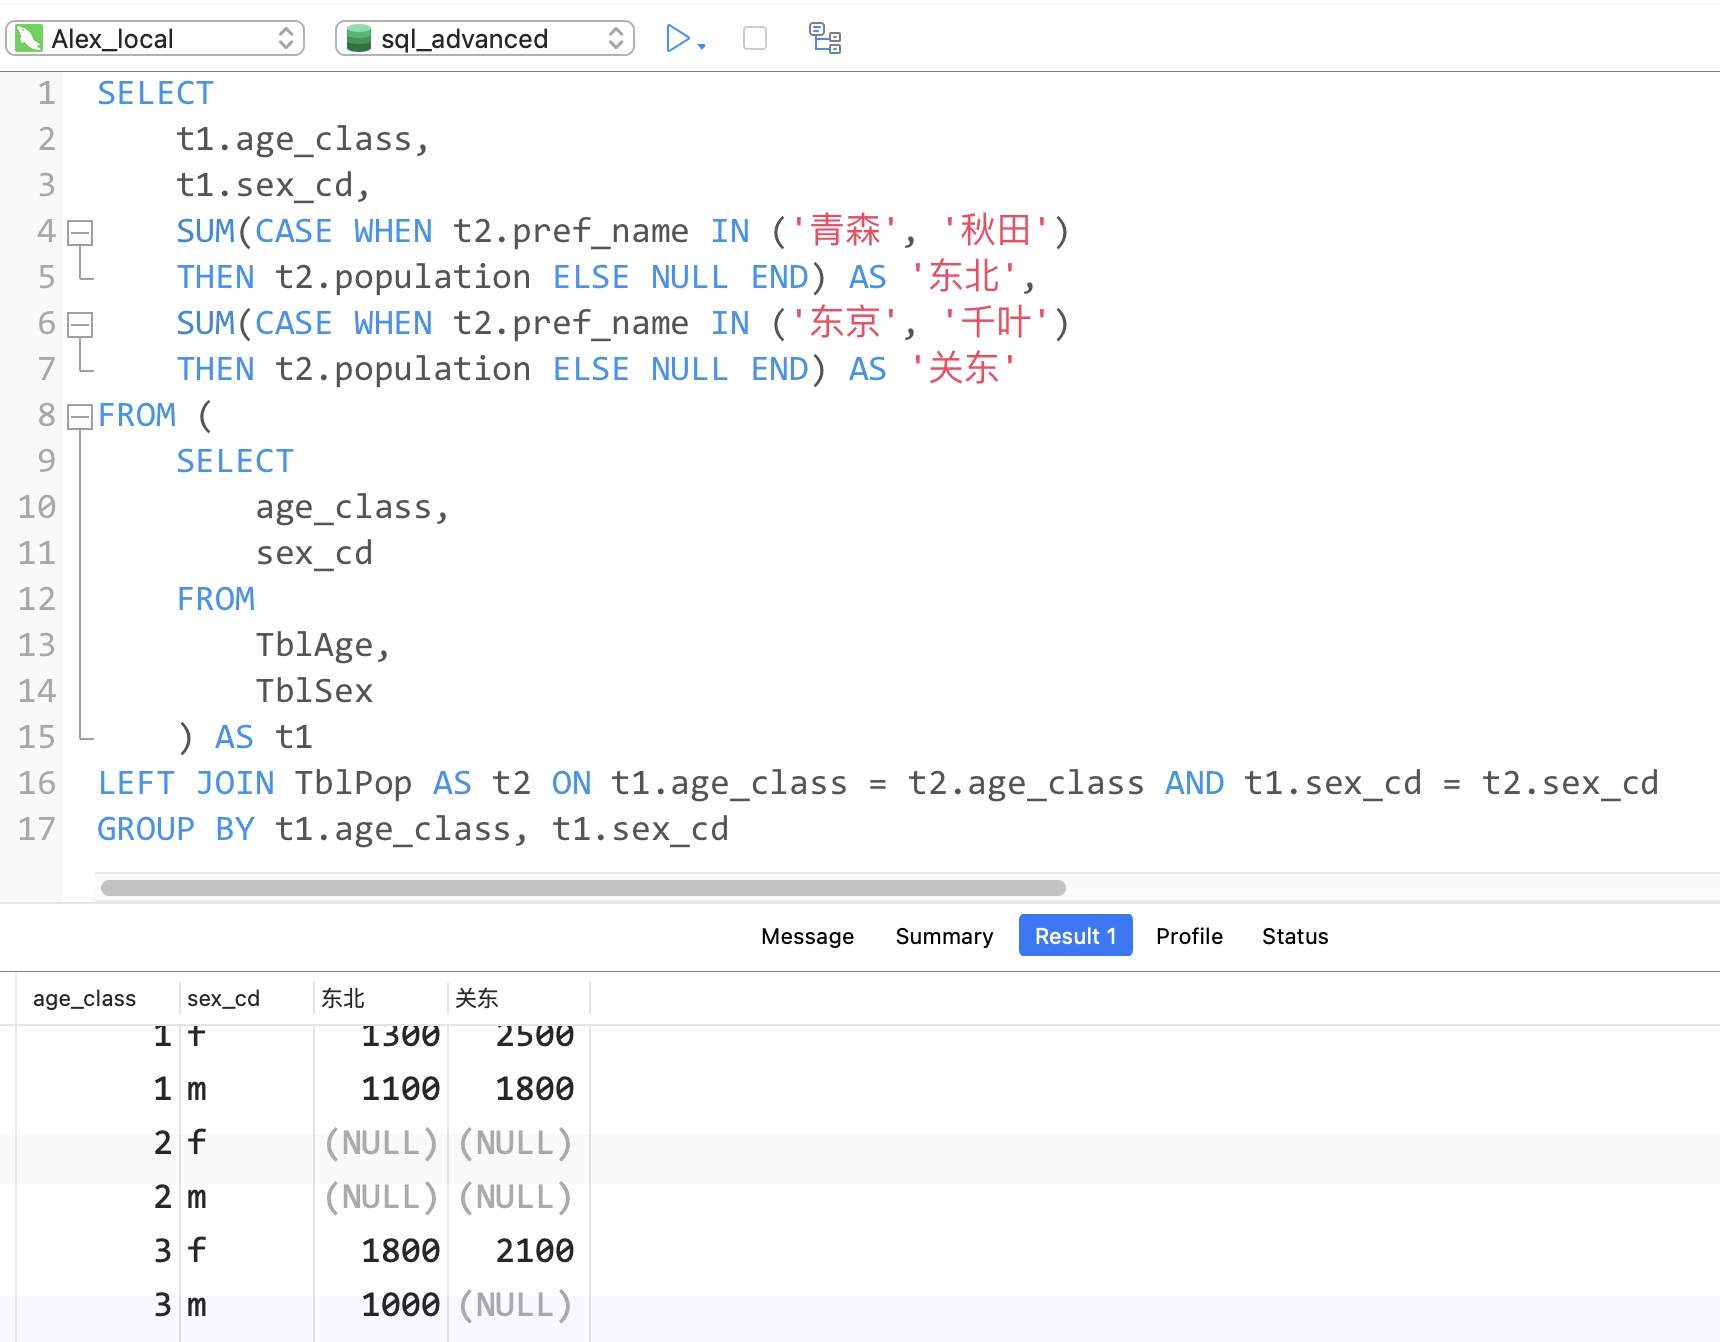 Alex_local sql_advanced
1 SELECT
2 t1.age_class,
3 t1.sex_cd,
4 SUM(CASE WHEN t2.pref_name IN ('青森', '秋田')
5 THEN t2.population ELSE NULL END) AS '东北',
6 SUM(CASE WHEN t2.pref_name IN ('东京', '千叶')
7 THEN t2.population ELSE NULL END) AS '关东'
8 FROM (
9 SELECT
10 age_class,
11 sex_cd
12 FROM
13 TblAge,
14 TblSex
15 ) AS t1
16 LEFT JOIN TblPop AS t2 ON t1.age_class = t2.age_class AND t1.sex_cd = t2.sex_cd
17 GROUP BY t1.age_class, t1.sex_cd
Message Summary Result 1 Profile Status
age_class sex_cd 东北 关东
1 f 1300 2500
1 m 1100 1800
2 f (NULL) (NULL)
2 m (NULL) (NULL)
3 f 1800 2100
3 m 1000 (NULL)